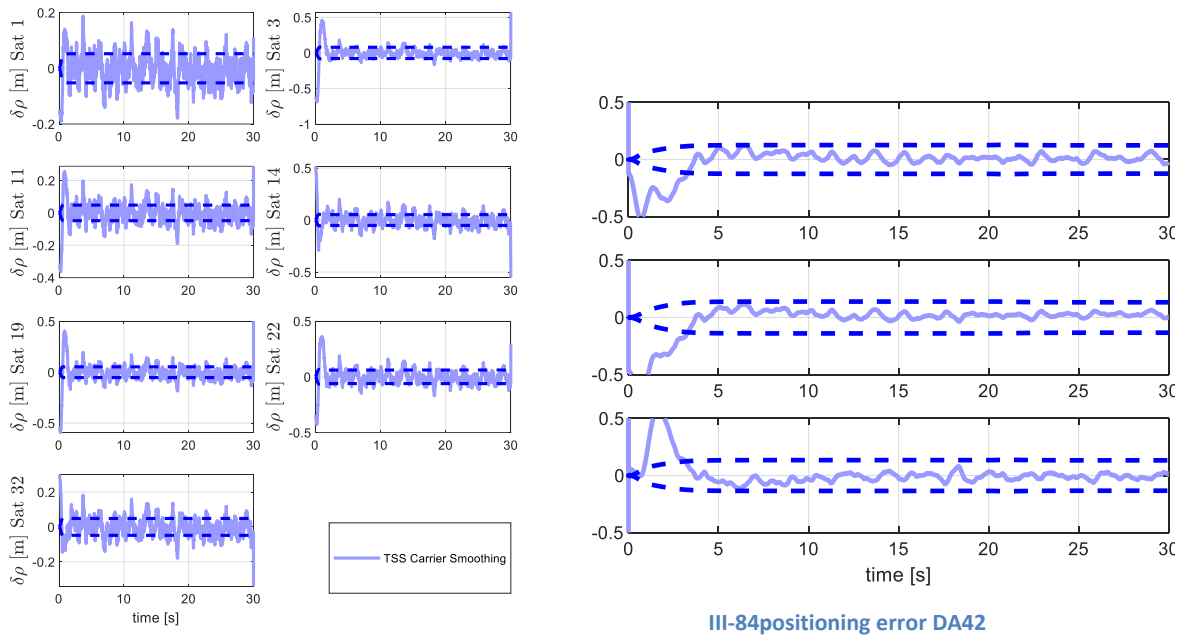 δρ [m] Sat 1
0.2
0
-0.2
0 10 20 30
δρ [m] Sat 3
0.5
0
-0.5
-1
0 10 20 30
δρ [m] Sat 11
0.2
0
-0.2
-0.4
0 10 20 30
δρ [m] Sat 14
0.5
0
-0.5
0 10 20 30
δρ [m] Sat 19
0.5
0
-0.5
0 10 20 30
δρ [m] Sat 22
0.5
0
-0.5
0 10 20 30
δρ [m] Sat 32
0.2
0
-0.2
0 10 20 30
time [s]
TSS Carrier Smoothing
0.5
0
-0.5
0 5 10 15 20 25 30
0.5
0
-0.5
0 5 10 15 20 25 30
0.5
0
-0.5
0 5 10 15 20 25 30
time [s]
III-84positioning error DA42